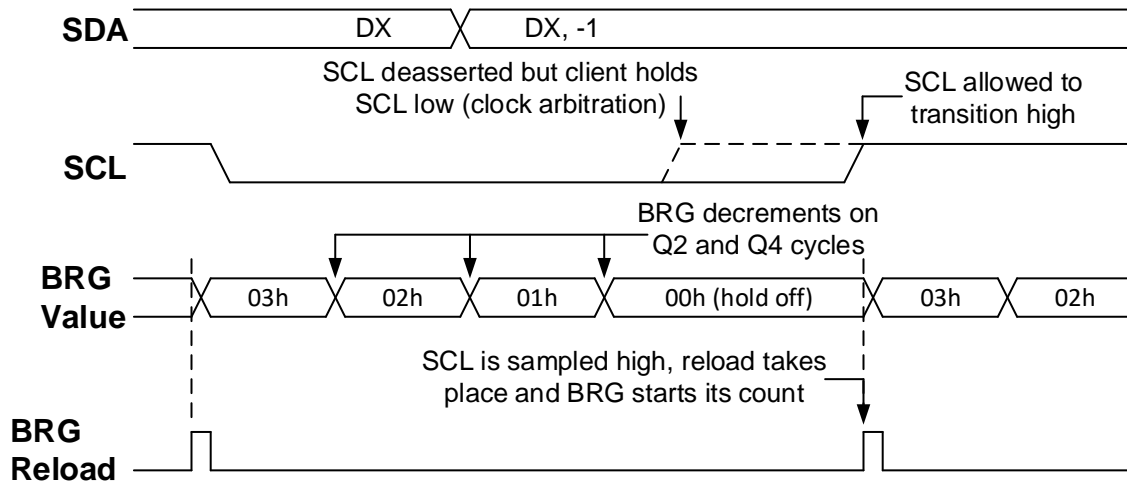 SDA
DX
DX, -1
SCL deasserted but client holds
SCL low (clock arbitration)
SCL allowed to
transition high
SCL
BRG decrements on
Q2 and Q4 cycles
BRG
Value
03h
02h
01h
00h (hold off)
03h
02h
SCL is sampled high, reload takes
place and BRG starts its count
BRG
Reload